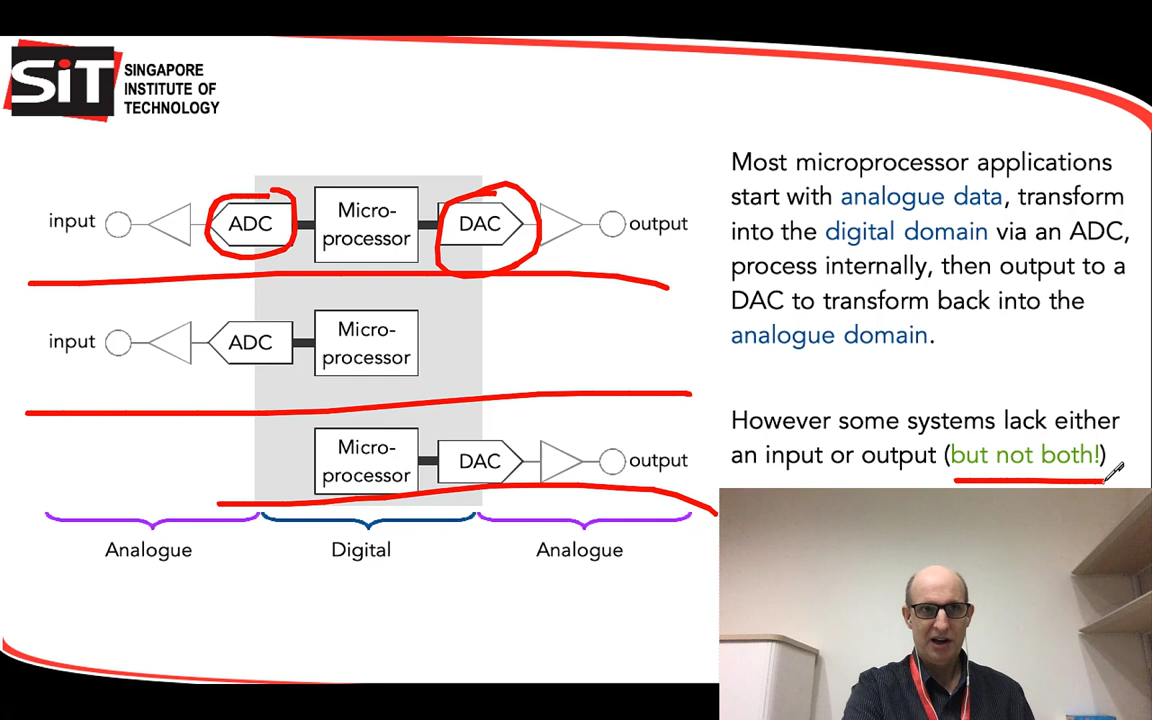 SiT
SINGAPORE
INSTITUTE OF
TECHNOLOGY
input
ADC
Micro-
processor
DAC
output
input
ADC
Micro-
processor
Micro-
processor
DAC
output
Analogue
Digital
Analogue
Most microprocessor applications
start with analogue data, transform
into the digital domain via an ADC,
process internally, then output to a
DAC to transform back into the
analogue domain.
However some systems lack either
an input or output (but not both!)